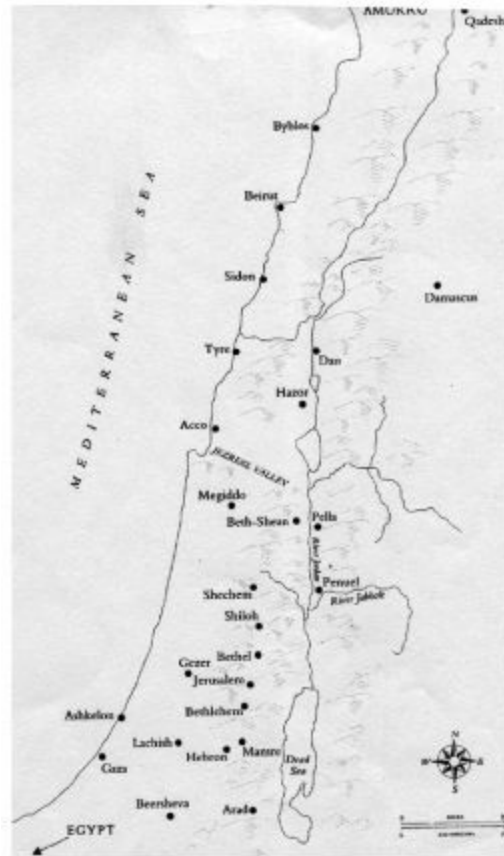 AMURRU
Qadesh
Byblos
Beirut
MEDITERRANEAN SEA
Sidon
Damascus
Tyre
Dan
Hazor
Acco
JEZREEL VALLEY
Megiddo
Beth-Shean
Pella
River Jordan
Shechem
Penuel
River Jabbok
Shiloh
Bethel
Gezer
Jerusalem
Bethlehem
Ashkelon
Lachish
Hebron
Mamre
Dead
Sea
Gaza
Beersheva
Arad
N
W
E
S
EGYPT